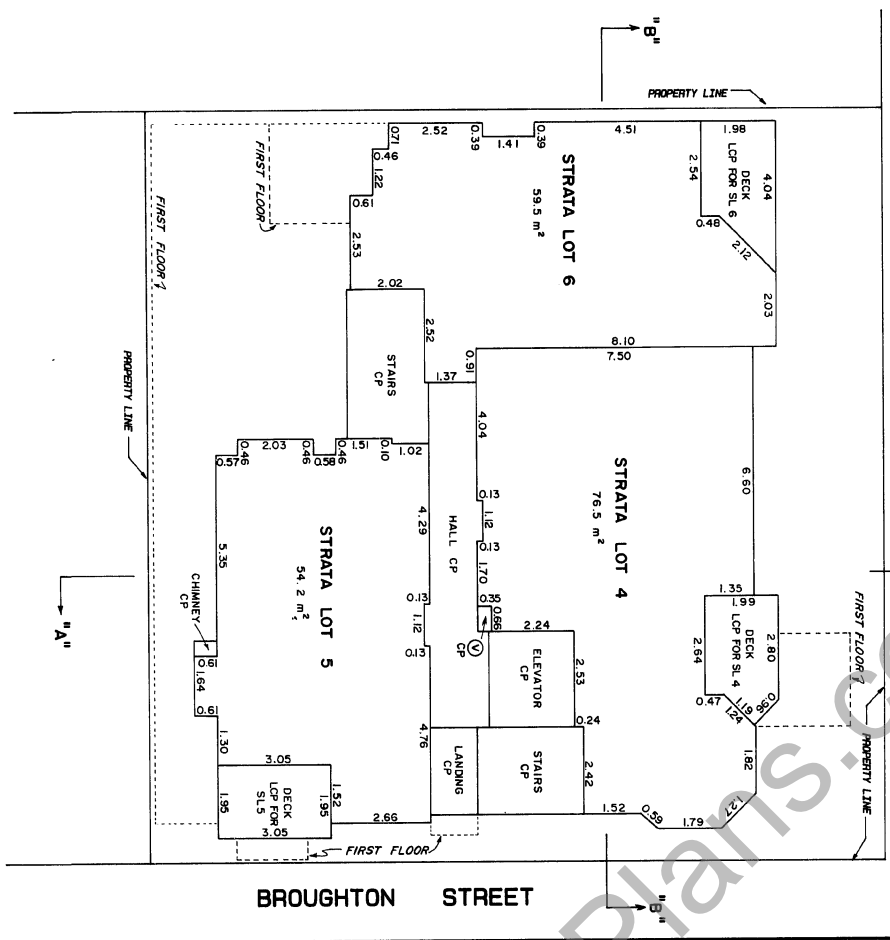 "B"
PROPERTY LINE
0.71
2.52
0.39
1.41
0.39
4.51
1.98
0.46
1.22
0.61
2.53
FIRST FLOOR
FIRST FLOOR
STRATA LOT 6
59.5 m²
2.54
DECK
LCP FOR SL 6
4.04
0.48
2.12
2.03
2.02
2.52
STAIRS
CP
0.91
1.37
8.10
7.50
PROPERTY LINE
0.57
0.46
2.03
0.46
0.58
0.46
1.51
0.10
1.02
4.04
0.13
1.12
0.13
1.70
0.35
0.66
STRATA LOT 4
76.5 m²
6.60
5.35
STRATA LOT 5
54.2 m²
4.29
HALL CP
0.13
1.12
0.13
V
CP
2.24
ELEVATOR
CP
2.53
0.24
1.35
1.99
DECK
LCP FOR SL 4
2.64
2.80
0.47
1.24
1.19
0.96
FIRST FLOOR
PROPERTY LINE
"A"
CHIMNEY
CP
0.61
1.64
0.61
1.30
3.05
1.95
DECK
LCP FOR
SL5
1.95
1.52
3.05
2.66
4.76
LANDING
CP
STAIRS
CP
2.42
1.52
0.59
1.79
1.27
1.82
FIRST FLOOR
BROUGHTON STREET
"B"
Plans.c